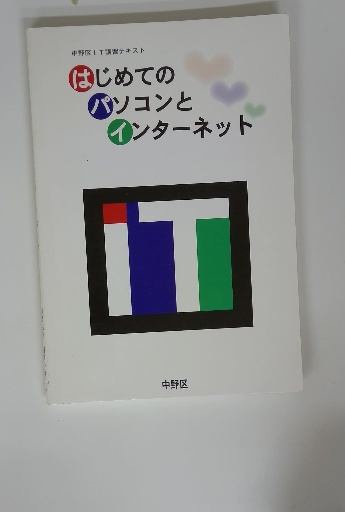 中野区IT講習テキスト
はじめての
パソコンと
インターネット
iT
中野区